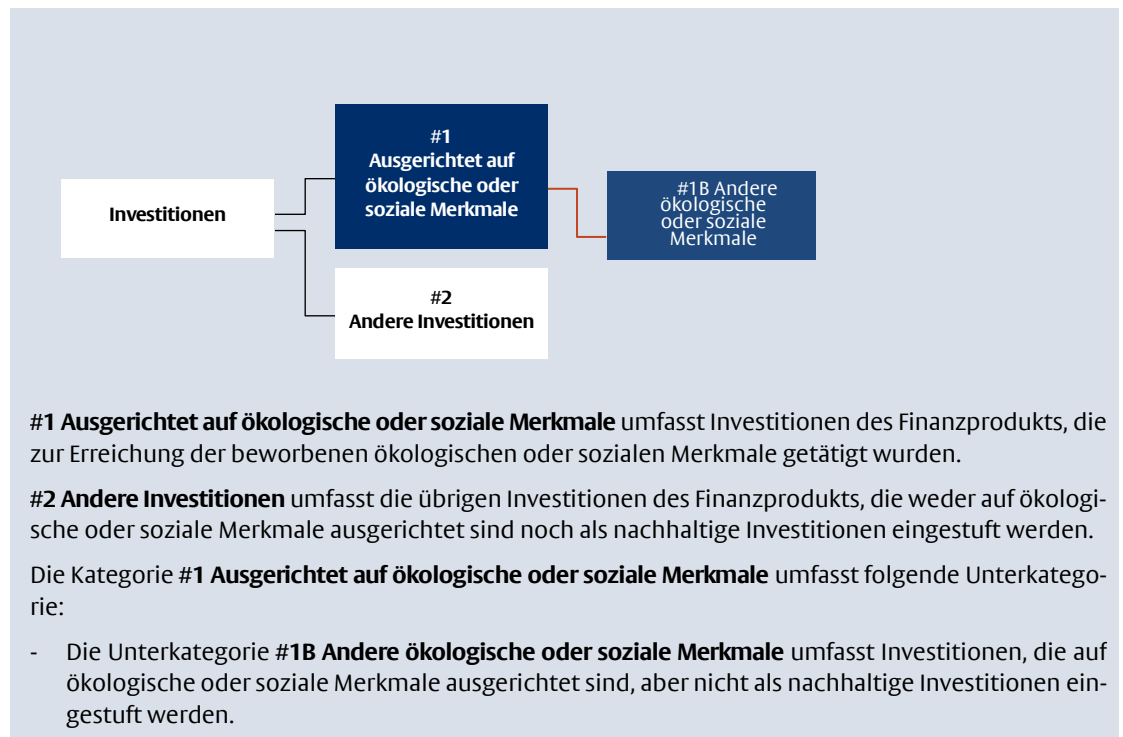 #1
Ausgerichtet auf
ökologische oder
soziale Merkmale
Investitionen
#1B Andere
ökologische
oder soziale
Merkmale
#2
Andere Investitionen
#1 Ausgerichtet auf ökologische oder soziale Merkmale umfasst Investitionen des Finanzprodukts, die
zur Erreichung der beworbenen ökologischen oder sozialen Merkmale getätigt wurden.
#2 Andere Investitionen umfasst die übrigen Investitionen des Finanzprodukts, die weder auf ökologi-
sche oder soziale Merkmale ausgerichtet sind noch als nachhaltige Investitionen eingestuft werden.
Die Kategorie #1 Ausgerichtet auf ökologische oder soziale Merkmale umfasst folgende Unterkatego-
rie:
- Die Unterkategorie #1B Andere ökologische oder soziale Merkmale umfasst Investitionen, die auf
ökologische oder soziale Merkmale ausgerichtet sind, aber nicht als nachhaltige Investitionen ein-
gestuft werden.